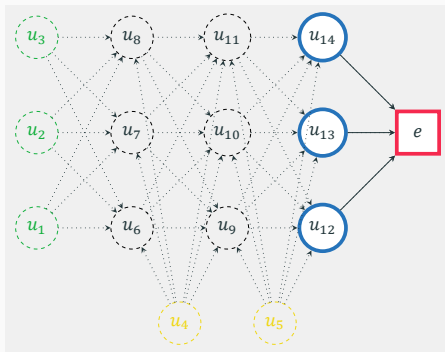 u₃ u₈ u₁₁ u₁₄
u₂ u₇ u₁₀ u₁₃ e
u₁ u₆ u₉ u₁₂
u₄ u₅